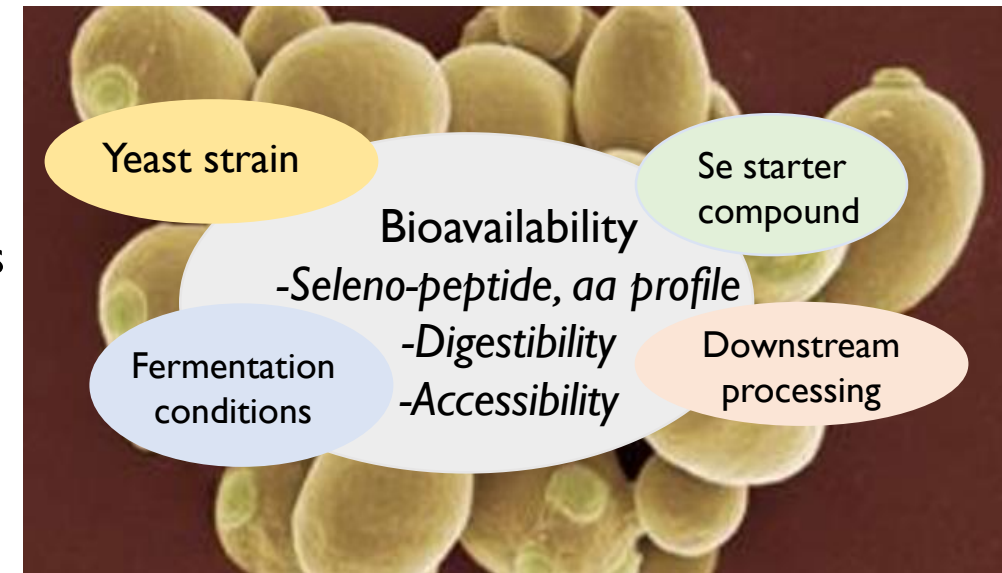 Yeast strain
Se starter
compound
Bioavailability
-Seleno-peptide, aa profile
-Digestibility
-Accessibility
Fermentation
conditions
Downstream
processing
s